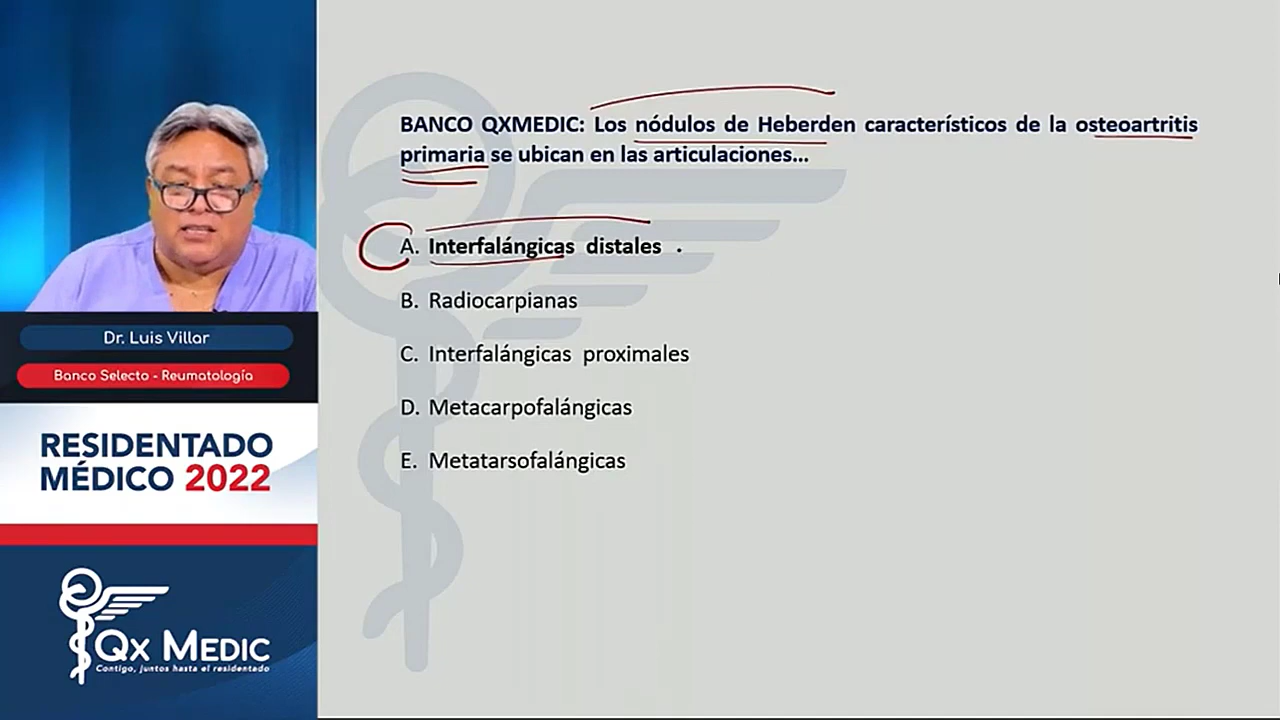 BANCO QXMEDIC: Los nódulos de Heberden característicos de la osteoartritis
primaria se ubican en las articulaciones...
A. Interfalángicas distales .
B. Radiocarpianas
C. Interfalángicas proximales
D. Metacarpofalángicas
E. Metatarsofalángicas
Dr. Luis Villar
Banco Selecto - Reumatología
RESIDENTADO
MÉDICO 2022
QX MEDIC
Contigo, juntos hasta el residentado